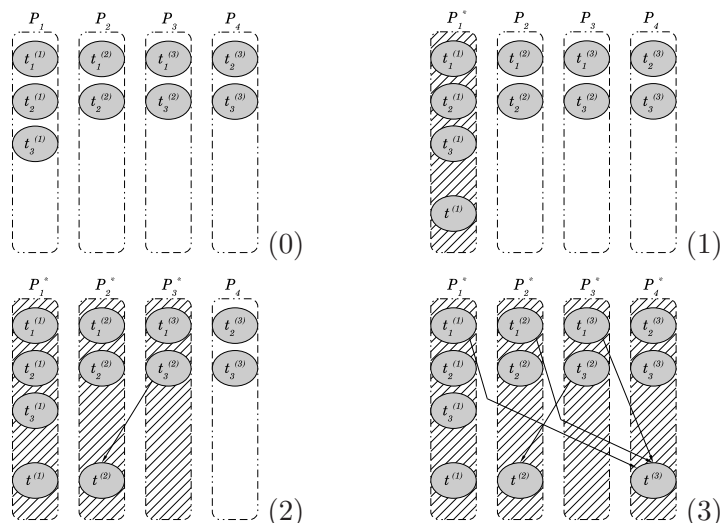 P₁ P₂ P₃ P₄
t₁⁽¹⁾ t₁⁽²⁾ t₁⁽³⁾ t₂⁽³⁾
t₂⁽¹⁾ t₂⁽²⁾ t₃⁽²⁾ t₃⁽³⁾
t₃⁽¹⁾
(0)
P₁* P₂ P₃ P₄
t₁⁽¹⁾ t₁⁽²⁾ t₁⁽³⁾ t₂⁽³⁾
t₂⁽¹⁾ t₂⁽²⁾ t₃⁽²⁾ t₃⁽³⁾
t₃⁽¹⁾
t⁽¹⁾
(1)
P₁* P₂* P₃* P₄
t₁⁽¹⁾ t₁⁽²⁾ t₁⁽³⁾ t₂⁽³⁾
t₂⁽¹⁾ t₂⁽²⁾ t₃⁽²⁾ t₃⁽³⁾
t₃⁽¹⁾
t⁽¹⁾ t⁽²⁾
(2)
P₁* P₂* P₃* P₄*
t₁⁽¹⁾ t₁⁽²⁾ t₁⁽³⁾ t₂⁽³⁾
t₂⁽¹⁾ t₂⁽²⁾ t₃⁽²⁾ t₃⁽³⁾
t₃⁽¹⁾
t⁽¹⁾ t⁽²⁾ t⁽³⁾
(3)